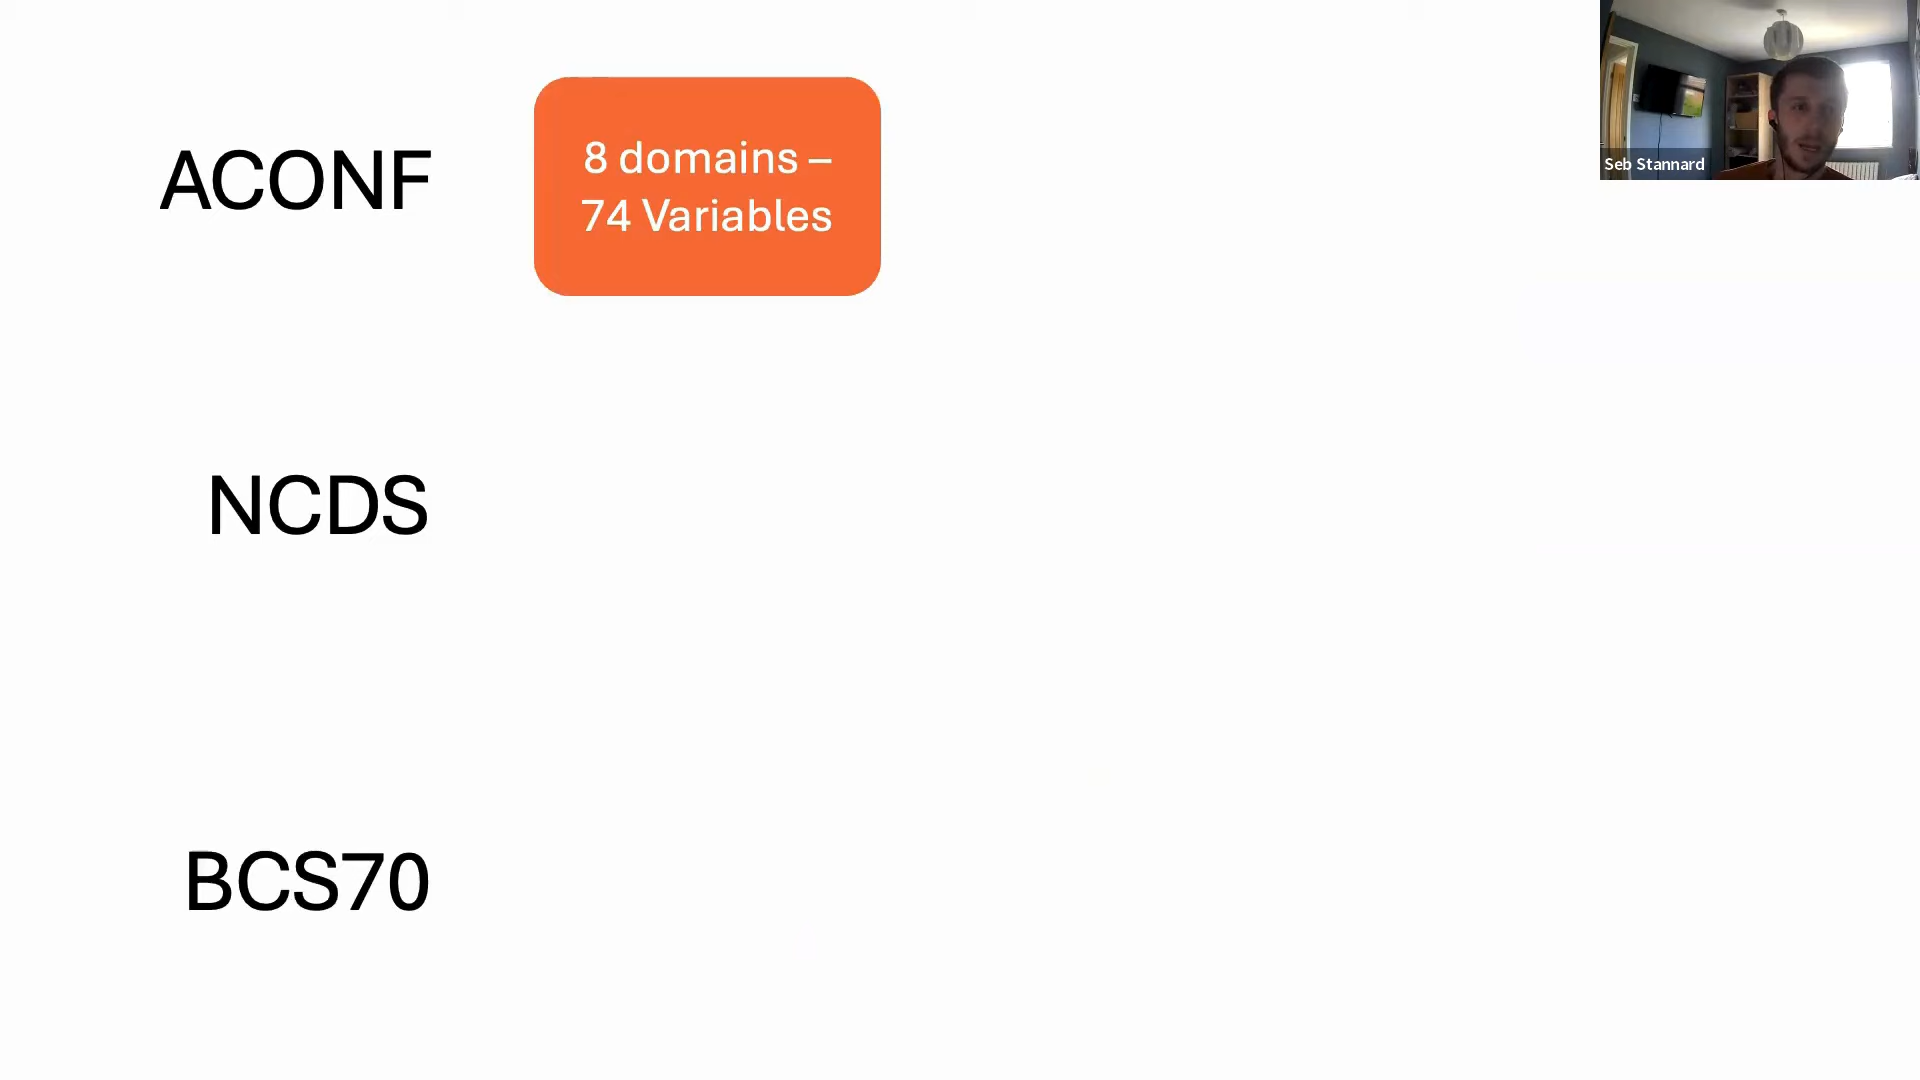 ACONF
8 domains –
74 Variables
Seb Stannard
NCDS
BCS70